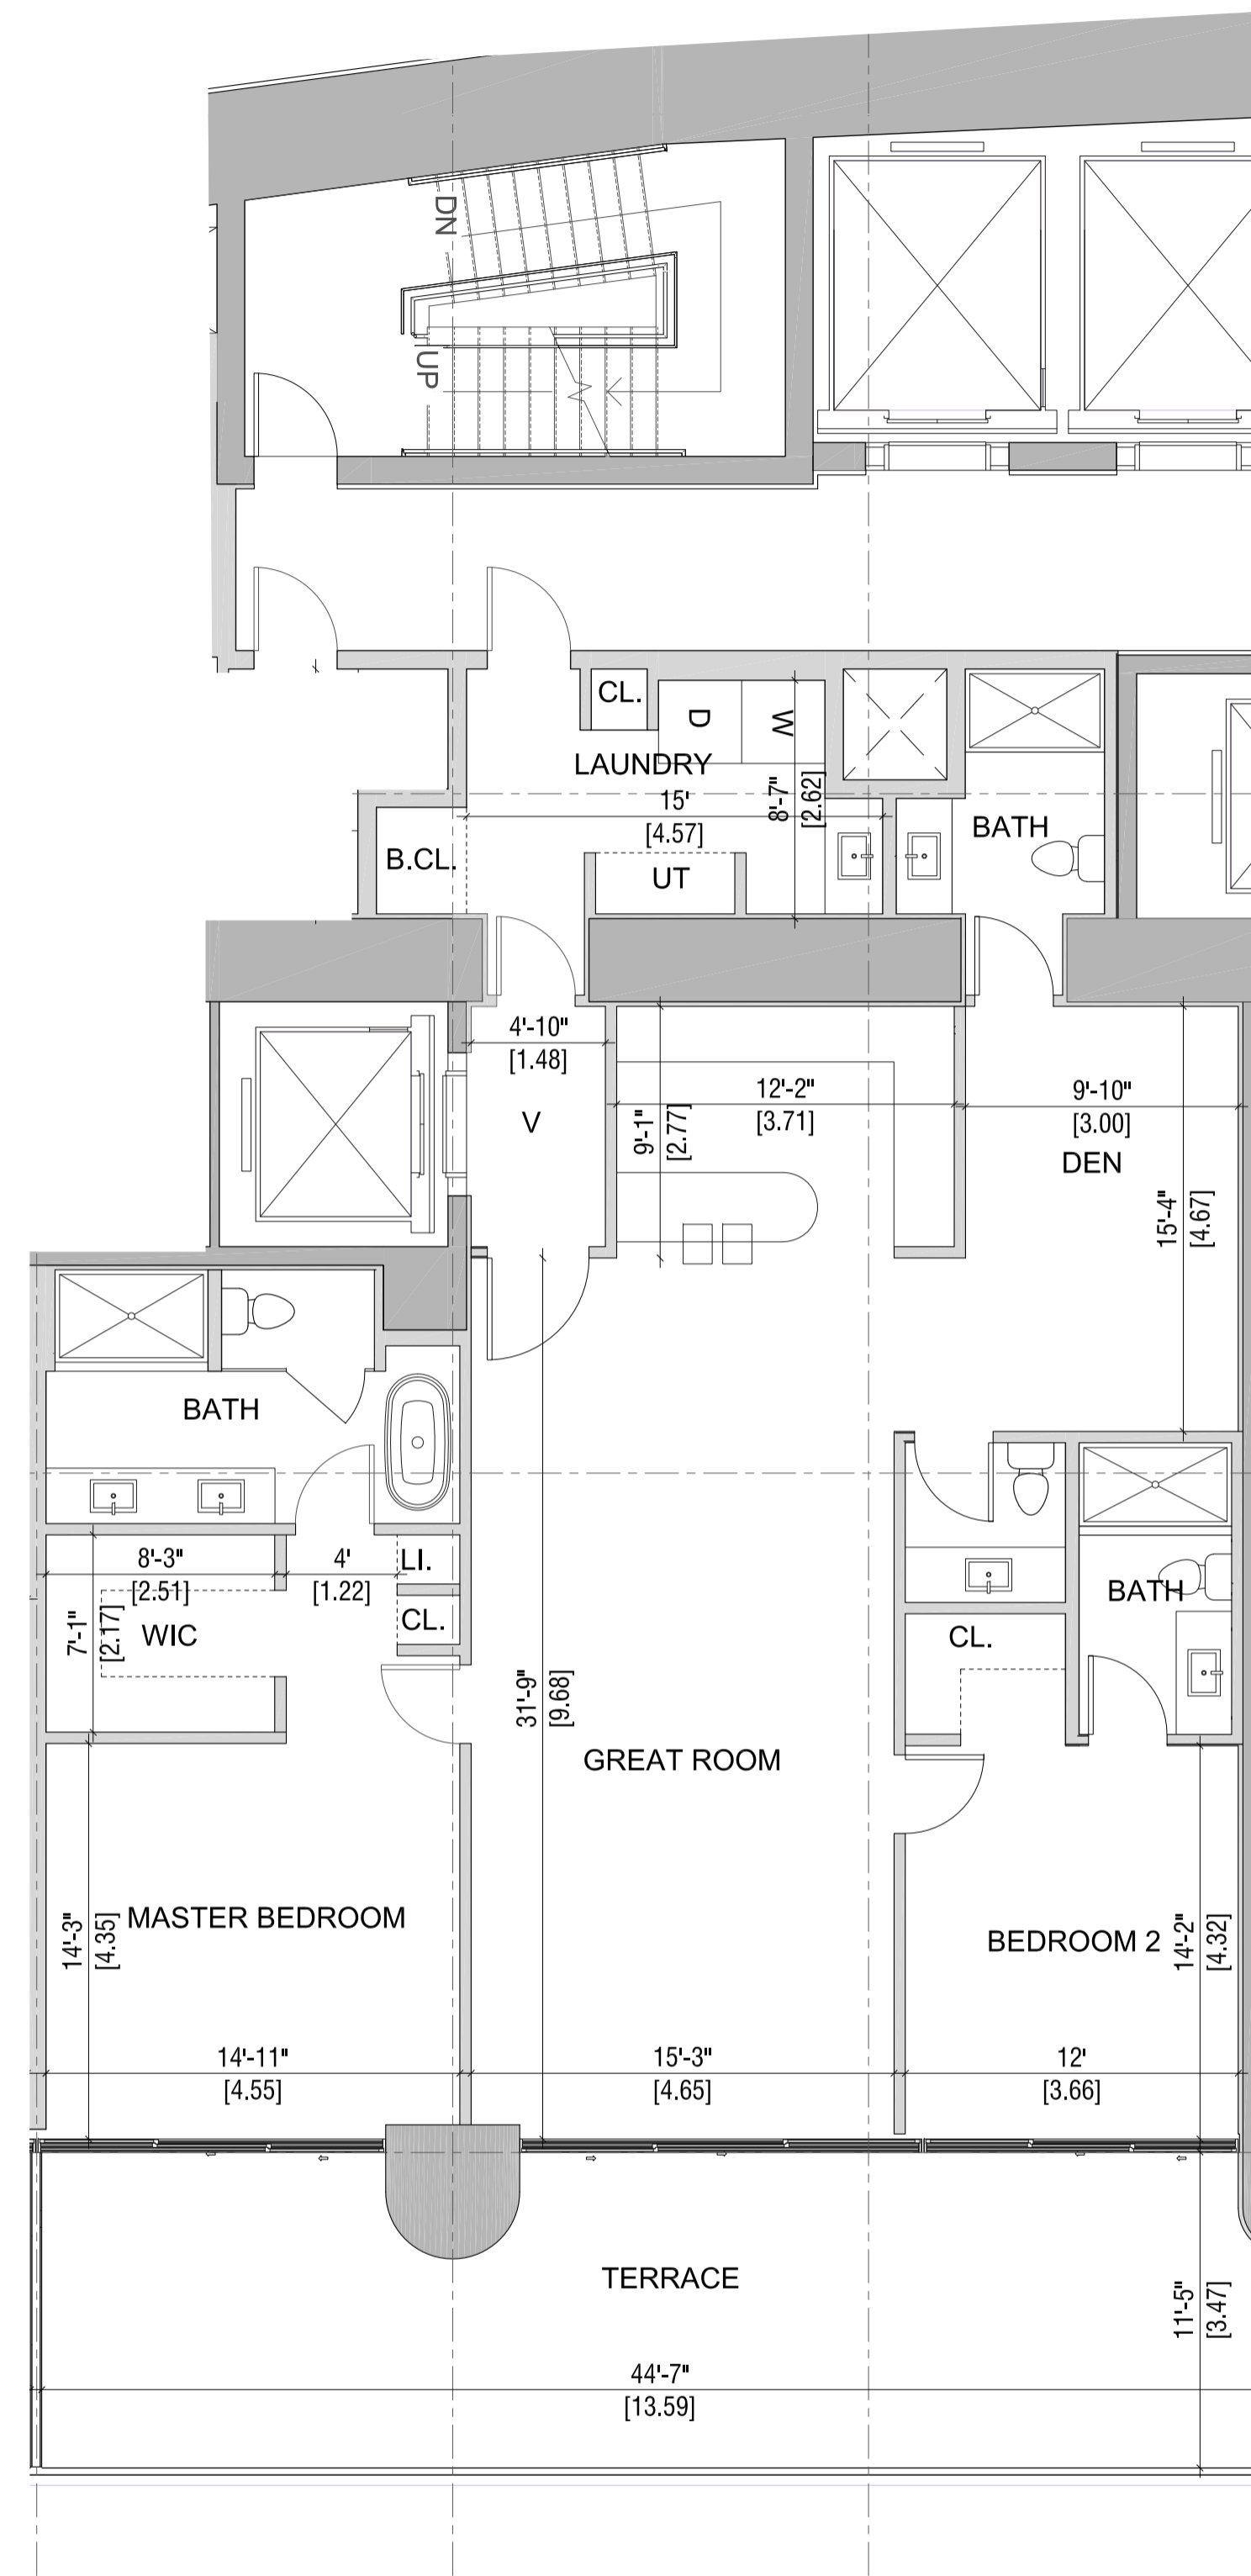 DN
UP
CL.
D
W
LAUNDRY
15'
[4.57]
8'-7"
[2.62]
BATH
B.CL.
UT
4'-10"
[1.48]
V
12'-2"
[3.71]
9'-1"
[2.77]
9'-10"
[3.00]
DEN
15'-4"
[4.67]
BATH
8'-3"
[2.51]
4'
[1.22]
LI.
CL.
7'-1"
[2.17]
WIC
BATH
CL.
31'-9"
[9.68]
GREAT ROOM
MASTER BEDROOM
14'-3"
[4.35]
BEDROOM 2
14'-2"
[4.32]
14'-11"
[4.55]
15'-3"
[4.65]
12'
[3.66]
TERRACE
11'-5"
[3.47]
44'-7"
[13.59]